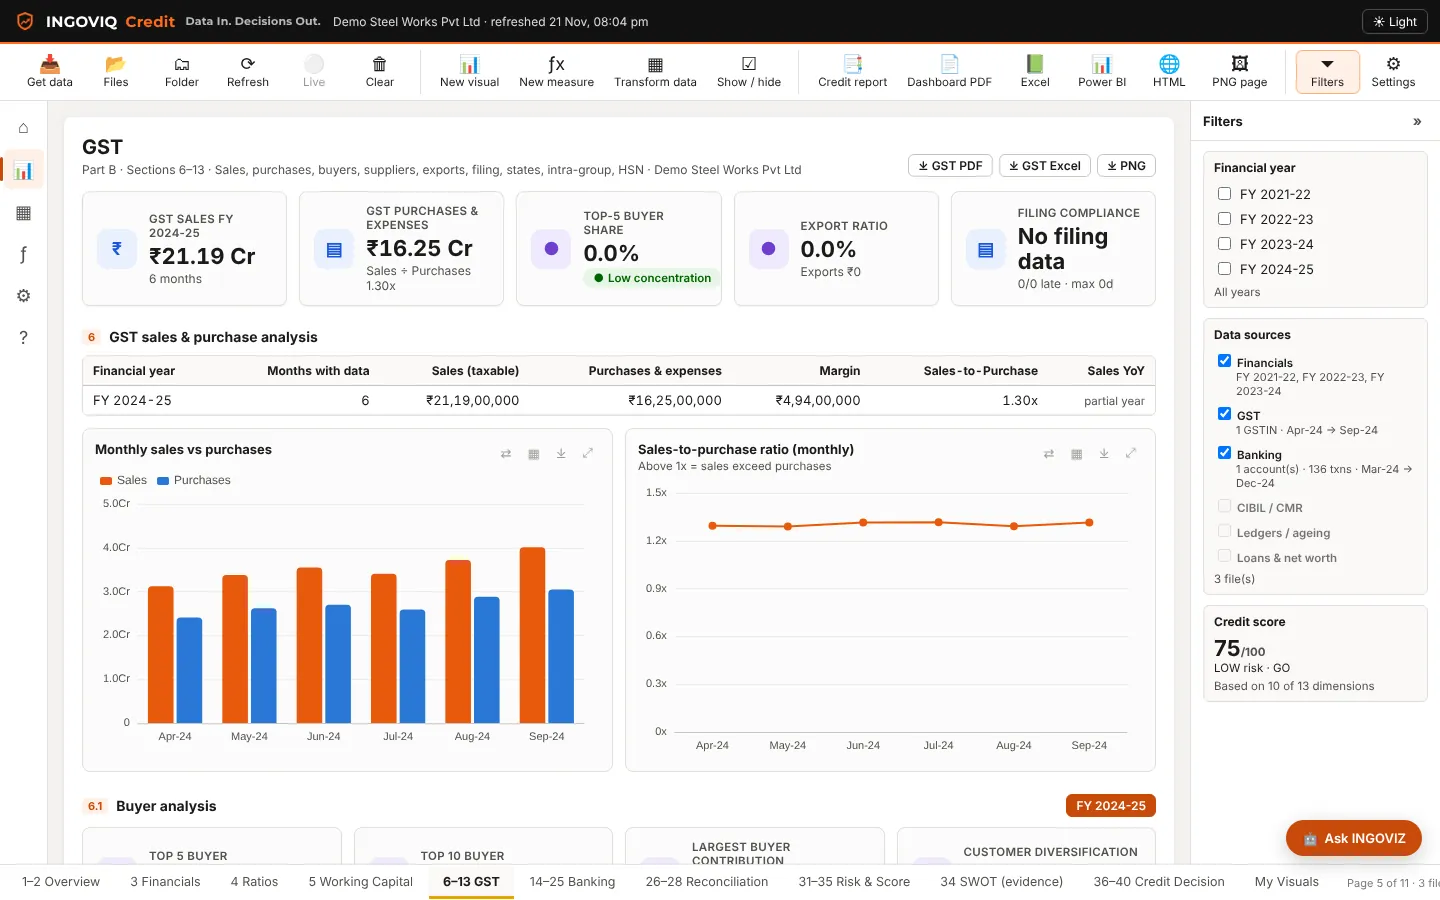 INGOVIQ Credit Data In. Decisions Out. Demo Steel Works Pvt Ltd · refreshed 21 Nov, 08:04 pm
☀ Light
Get data Files Folder Refresh Live Clear New visual New measure Transform data Show / hide Credit report Dashboard PDF Excel Power BI HTML PNG page Filters Settings
GST
Part B · Sections 6–13 · Sales, purchases, buyers, suppliers, exports, filing, states, intra-group, HSN · Demo Steel Works Pvt Ltd
GST PDF GST Excel PNG
GST SALES FY
2024-25
₹21.19 Cr
6 months
GST PURCHASES &
EXPENSES
₹16.25 Cr
Sales ÷ Purchases
1.30x
TOP-5 BUYER
SHARE
0.0%
Low concentration
EXPORT RATIO
0.0%
Exports ₹0
FILING COMPLIANCE
No filing
data
0/0 late · max 0d
6 GST sales & purchase analysis
Financial year Months with data Sales (taxable) Purchases & expenses Margin Sales-to-Purchase Sales YoY
FY 2024-25 6 ₹21,19,00,000 ₹16,25,00,000 ₹4,94,00,000 1.30x partial year
Monthly sales vs purchases
Sales Purchases
5.0Cr
4.0Cr
3.0Cr
2.0Cr
1.0Cr
0
Apr-24 May-24 Jun-24 Jul-24 Aug-24 Sep-24
Sales-to-purchase ratio (monthly)
Above 1x = sales exceed purchases
1.5x
1.2x
0.9x
0.6x
0.3x
0x
Apr-24 May-24 Jun-24 Jul-24 Aug-24 Sep-24
6.1 Buyer analysis
FY 2024-25
TOP 5 BUYER
TOP 10 BUYER
LARGEST BUYER
CONTRIBUTION
CUSTOMER DIVERSIFICATION
Filters »
Financial year
FY 2021-22
FY 2022-23
FY 2023-24
FY 2024-25
All years
Data sources
Financials
FY 2021-22, FY 2022-23, FY
2023-24
GST
1 GSTIN · Apr-24 → Sep-24
Banking
1 account(s) · 136 txns · Mar-24 →
Dec-24
CIBIL / CMR
Ledgers / ageing
Loans & net worth
3 file(s)
Credit score
75/100
LOW risk · GO
Based on 10 of 13 dimensions
Ask INGOVIZ
1–2 Overview 3 Financials 4 Ratios 5 Working Capital 6–13 GST 14–25 Banking 26–28 Reconciliation 31–35 Risk & Score 34 SWOT (evidence) 36–40 Credit Decision My Visuals Page 5 of 11 · 3 file